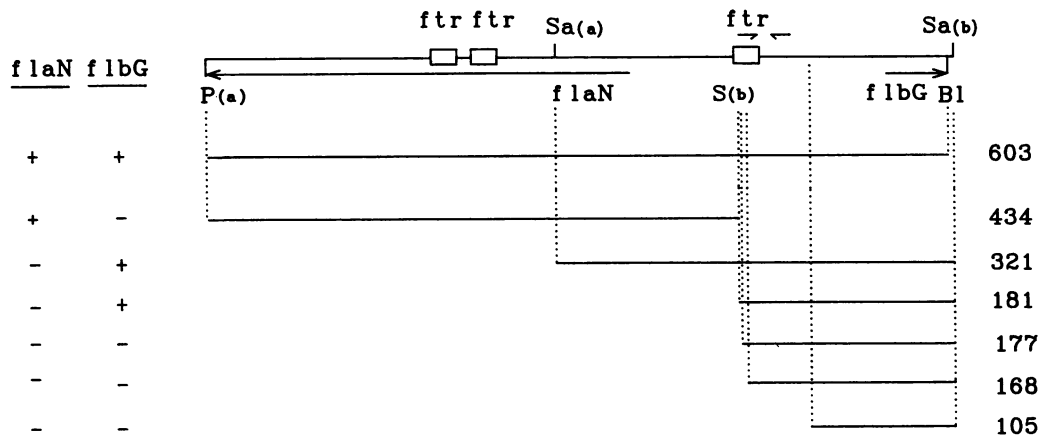 ftr ftr Sa(a) ftr Sa(b)
flaN flbG
P(a) flaN S(b) flbG Bl
+ + 603
+ - 434
- + 321
- + 181
- - 177
- - 168
- - 105